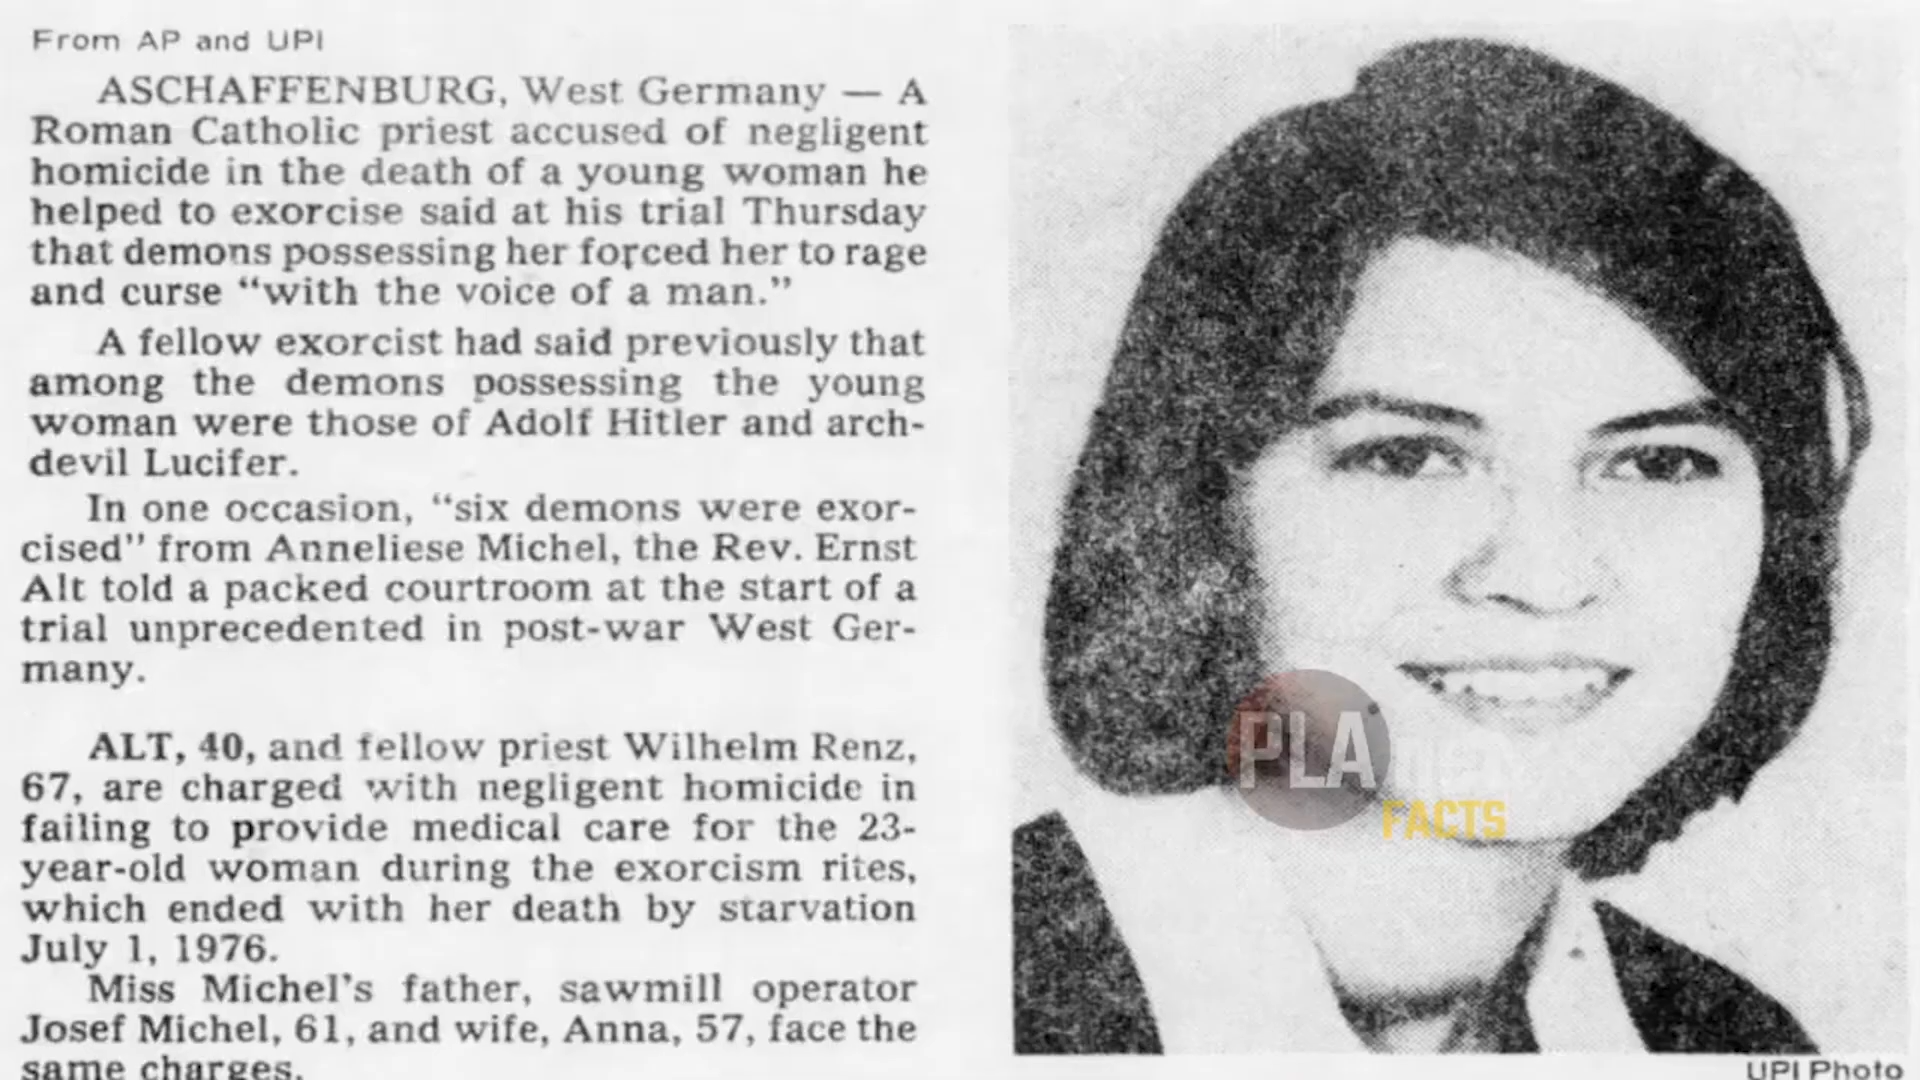 From AP and UPI
ASCHAFFENBURG, West Germany — A
Roman Catholic priest accused of negligent
homicide in the death of a young woman he
helped to exorcise said at his trial Thursday
that demons possessing her forced her to rage
and curse “with the voice of a man.”
A fellow exorcist had said previously that
among the demons possessing the young
woman were those of Adolf Hitler and arch-
devil Lucifer.
In one occasion, “six demons were exor-
cised” from Anneliese Michel, the Rev. Ernst
Alt told a packed courtroom at the start of a
trial unprecedented in post-war West Ger-
many.
ALT, 40, and fellow priest Wilhelm Renz,
67, are charged with negligent homicide in
failing to provide medical care for the 23-
year-old woman during the exorcism rites,
which ended with her death by starvation
July 1, 1976.
Miss Michel’s father, sawmill operator
Josef Michel, 61, and wife, Anna, 57, face the
same charges.
PLAneT
FACTS
UPI Photo